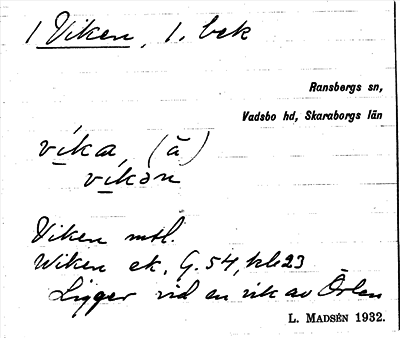 1 Viken, 1. bek
Ransbergs sn,
Vadsbo hd, Skaraborgs län
víka, (ā)
víkən
Viken mtl.
Wiken ek. G. 54, kl. 23
Ligger vid en vik av Örlen
L. MADSÉN 1932.